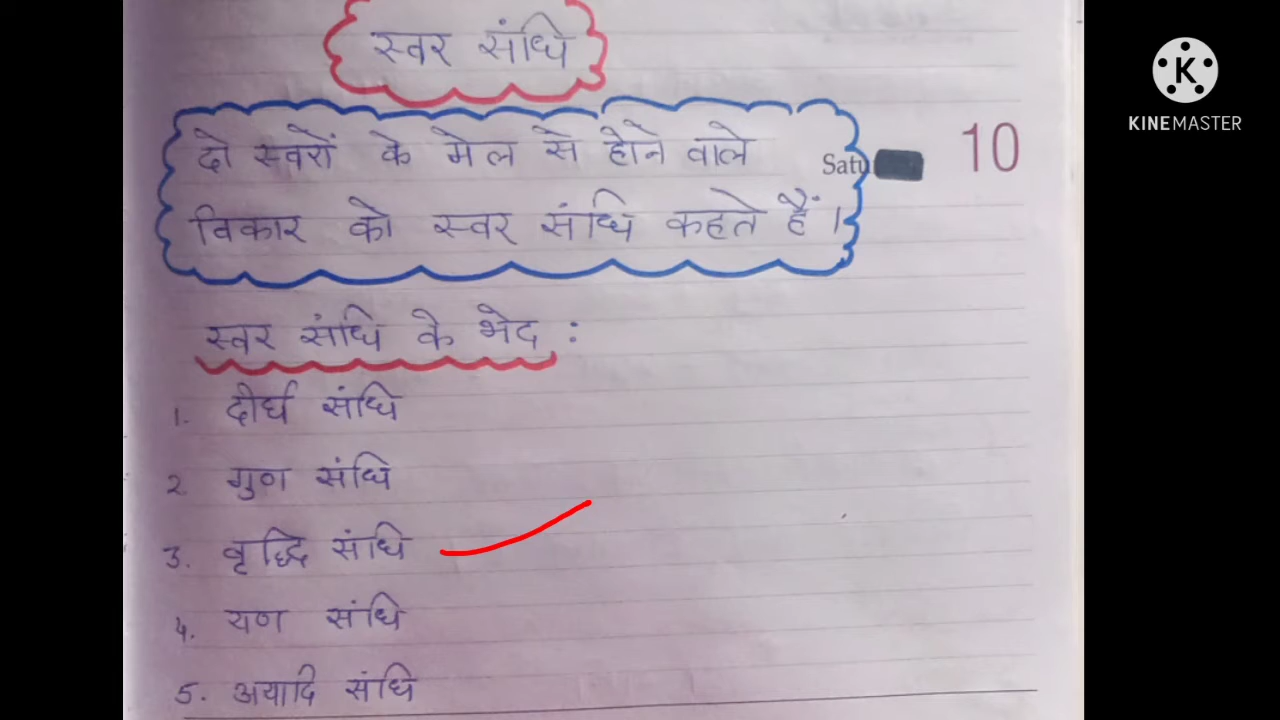 स्वर संधि
KINEMASTER
दो स्वरों के मेल से होने वाले
Satu 10
विकार को स्वर संधि कहते हैं।
स्वर संधि के भेद :
1. दीर्घ संधि
2 गुण संधि
3. वृद्धि संधि
4. यण संधि
5. अयादि संधि